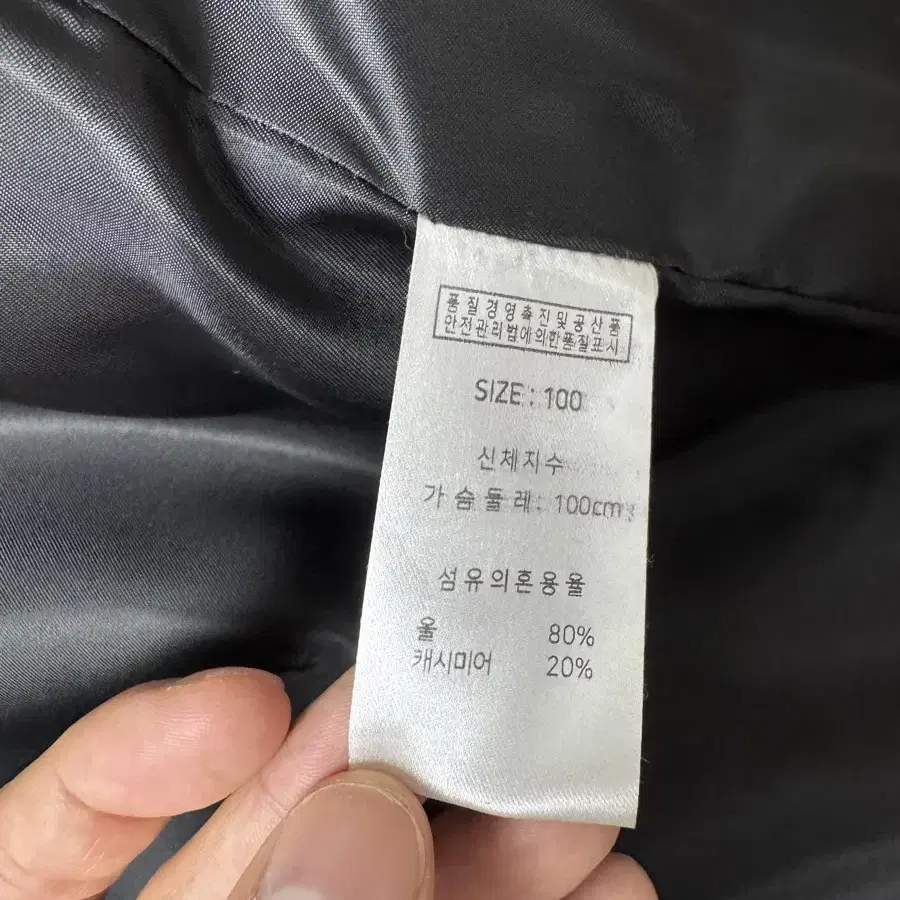 품질경영촉진및공산품
안전관리법에의한품질표시
SIZE : 100
신체지수
가슴둘레 : 100cm
섬유의혼용율
울 80%
캐시미어 20%